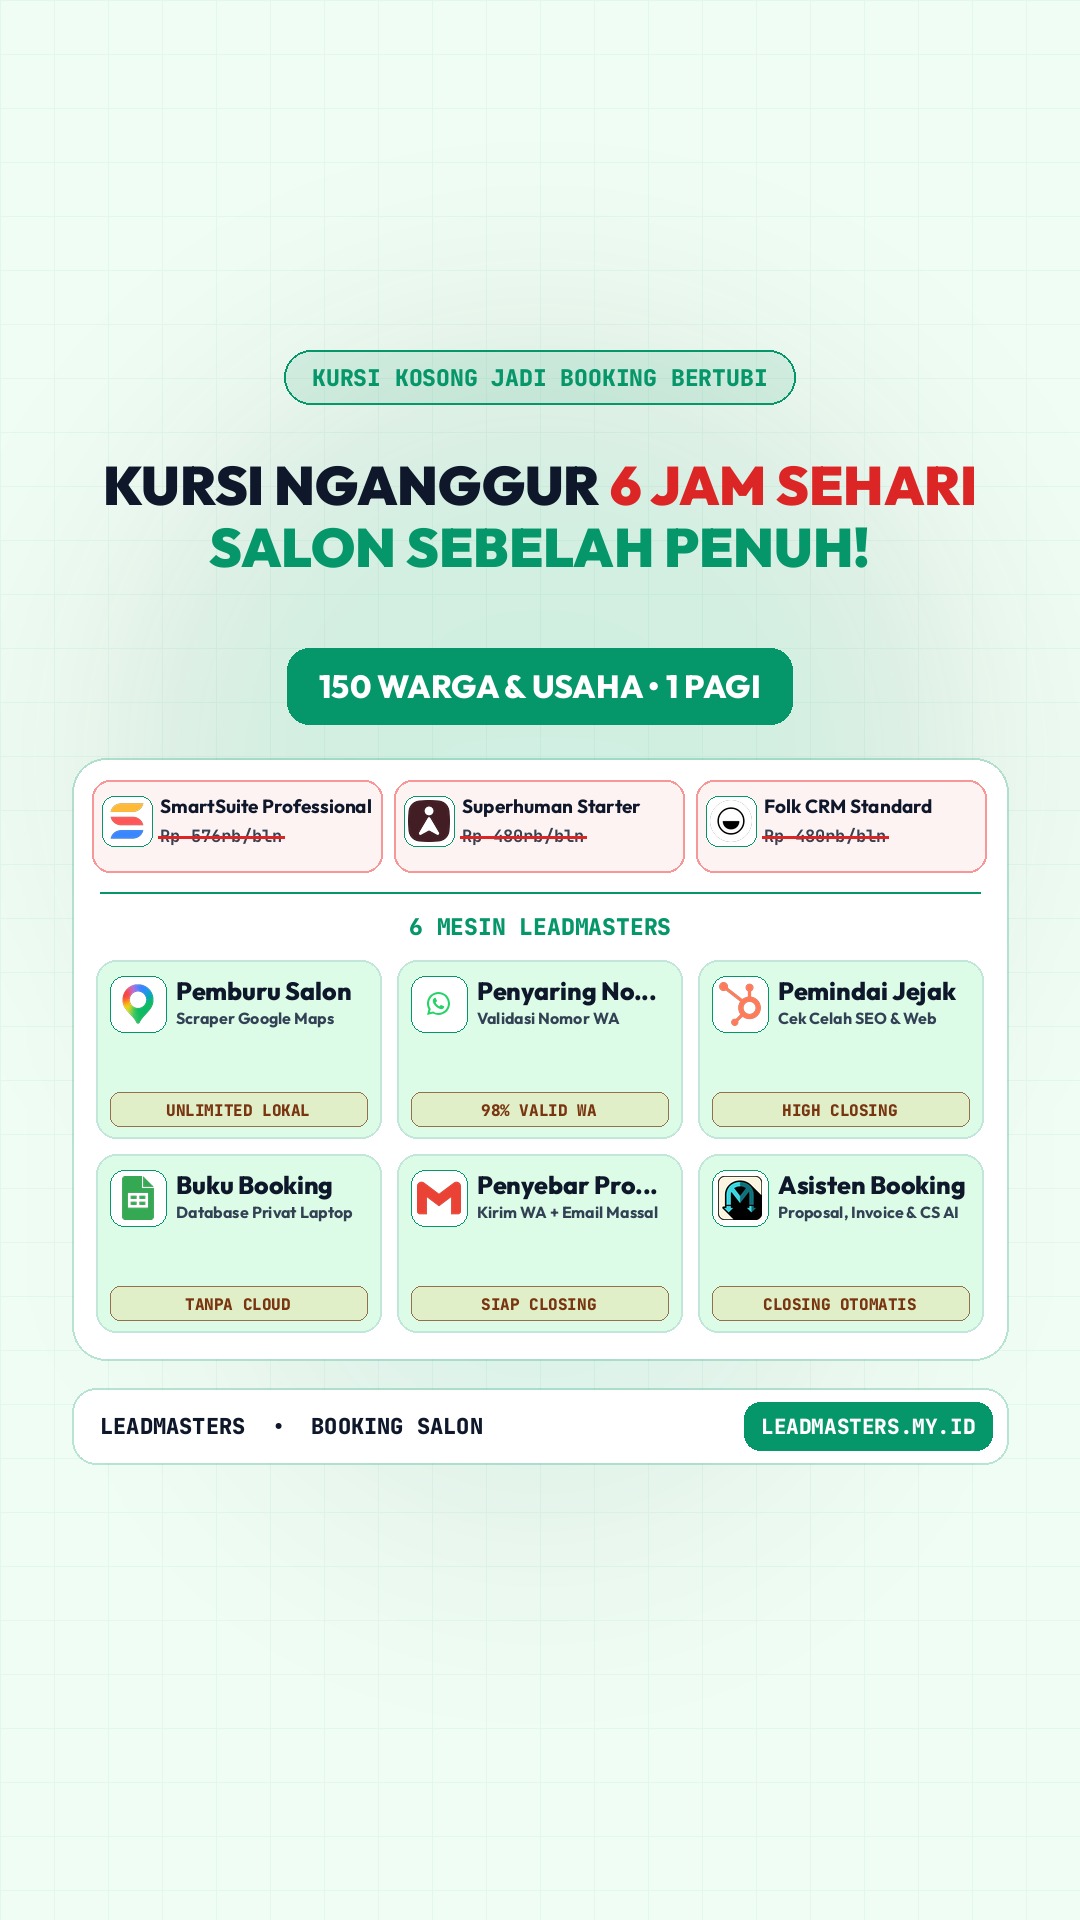 KURSI KOSONG JADI BOOKING BERTUBI
KURSI NGANGGUR 6 JAM SEHARI
SALON SEBELAH PENUH!
150 WARGA & USAHA • 1 PAGI
SmartSuite Professional
Rp 576rb/bln
Superhuman Starter
Rp 480rb/bln
Folk CRM Standard
Rp 480rb/bln
6 MESIN LEADMASTERS
Pemburu Salon
Scraper Google Maps
UNLIMITED LOKAL
Penyaring No...
Validasi Nomor WA
98% VALID WA
Pemindai Jejak
Cek Celah SEO & Web
HIGH CLOSING
Buku Booking
Database Privat Laptop
TANPA CLOUD
Penyebar Pro...
Kirim WA + Email Massal
SIAP CLOSING
Asisten Booking
Proposal, Invoice & CS AI
CLOSING OTOMATIS
LEADMASTERS • BOOKING SALON
LEADMASTERS.MY.ID